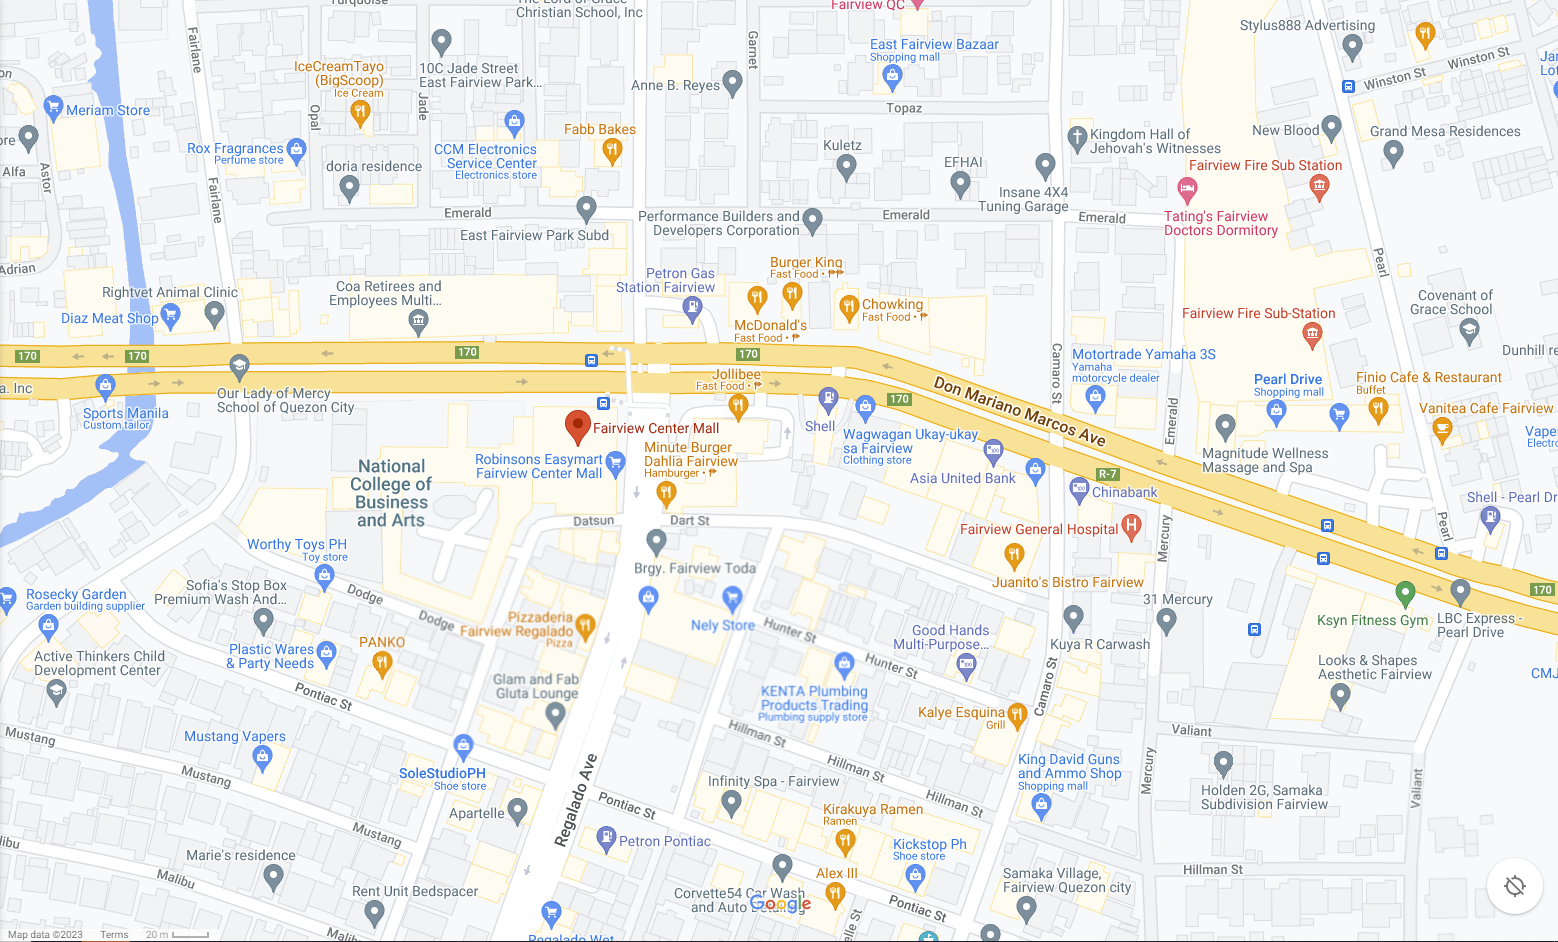 Turquoise
The Lord of Grace
Christian School, Inc
Fairview QC
Stylus888 Advertising
Fairlane
Garnet
East Fairview Bazaar
Shopping mall
Winston St
Winston St
IceCreamTayo
(BigScoop)
Ice Cream
10C Jade Street
East Fairview Park...
Anne B. Reyes
Opal
Jade
Topaz
Meriam Store
Fabb Bakes
New Blood
Grand Mesa Residences
Kingdom Hall of
Jehovah's Witnesses
Rox Fragrances
Perfume store
CCM Electronics
Service Center
Electronics store
Kuletz
EFHAI
Fairview Fire Sub Station
Alfa
Astor
doria residence
Insane 4X4
Tuning Garage
Fairlane
Emerald
Emerald
Emerald
Performance Builders and
Developers Corporation
Tating's Fairview
Doctors Dormitory
East Fairview Park Subd
Adrian
Pearl
Burger King
Fast Food
Petron Gas
Station Fairview
Rightvet Animal Clinic
Coa Retirees and
Employees Multi...
Chowking
Fast Food
Covenant of
Grace School
Diaz Meat Shop
McDonald's
Fast Food
Fairview Fire Sub-Station
170
170
170
170
Camaro St
Motortrade Yamaha 3S
Yamaha
motorcycle dealer
Dunhill re
a. Inc
Our Lady of Mercy
School of Quezon City
Jollibee
Fast Food
170
Don Mariano Marcos Ave
Pearl Drive
Shopping mall
Finio Cafe & Restaurant
Buffet
Sports Manila
Custom tailor
Vanitea Cafe Fairview
Emerald
Fairview Center Mall
Shell
Wagwagan Ukay-ukay
sa Fairview
Clothing store
Minute Burger
Dahlia Fairview
Hamburger
Robinsons Easymart
Fairview Center Mall
Magnitude Wellness
Massage and Spa
National
College of
Business
and Arts
Asia United Bank
R-7
Chinabank
Shell - Pearl Dr
Datsun
Dart St
Fairview General Hospital
Mercury
Pearl
Worthy Toys PH
Toy store
Brgy. Fairview Toda
Juanito's Bistro Fairview
170
Sofia's Stop Box
Premium Wash And...
Dodge
Dodge
Rosecky Garden
Garden building supplier
31 Mercury
Ksyn Fitness Gym
LBC Express -
Pearl Drive
Pizzaderia
Fairview Regalado
Pizza
Nely Store
Hunter St
Hunter St
Good Hands
Multi-Purpose...
Kuya R Carwash
Plastic Wares
& Party Needs
PANKO
Active Thinkers Child
Development Center
Looks & Shapes
Aesthetic Fairview
CMJ
Glam and Fab
Gluta Lounge
KENTA Plumbing
Products Trading
Plumbing supply store
Camaro St
Pontiac St
Kalye Esquina
Grill
Mustang
Mustang Vapers
Hillman St
Hillman St
Hillman St
Valiant
SoleStudioPH
Shoe store
Mustang
Regalado Ave
King David Guns
and Ammo Shop
Shopping mall
Mercury
Valiant
Infinity Spa - Fairview
Holden 2G, Samaka
Subdivision Fairview
Apartelle
Pontiac St
Kirakuya Ramen
Ramen
Mustang
Petron Pontiac
Kickstop Ph
Shoe store
Marie's residence
Malibu
Alex III
Samaka Village,
Fairview Quezon city
Hillman St
Rent Unit Bedspacer
Corvette54 Car Wash
and Auto Detailing
Google
Pontiac St
Malibu
Regalado Wet
Map data ©2023
Terms
20 m